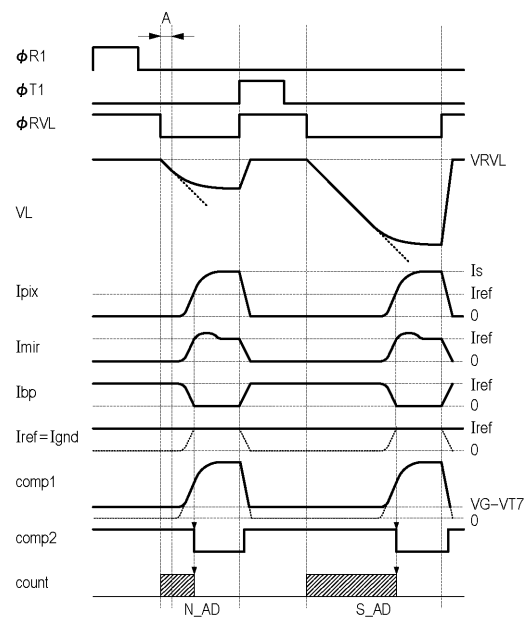 A
ϕR1
ϕT1
ϕRVL
VRVL
VL
Is
Ipix
Iref
0
Imir
Iref
0
Ibp
Iref
0
Iref=Ignd
Iref
0
comp1
VG-VT7
0
comp2
count
N_AD
S_AD